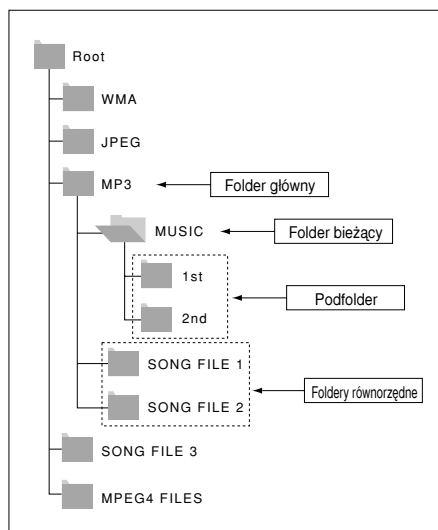 Root
WMA
JPEG
MP3
Folder główny
MUSIC
Folder bieżący
1st
Podfolder
2nd
SONG FILE 1
Foldery równorzędne
SONG FILE 2
SONG FILE 3
MPEG4 FILES